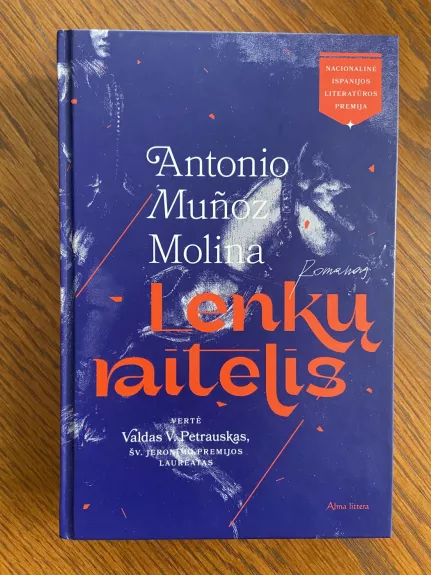 NACIONALINĖ
ISPANIJOS
LITERATŪROS
PREMIJA
Antonio
Muñoz
Molina
Romanas
Lenkų
raitelis
VERTĖ
Valdas V. Petrauskas,
ŠV. JERONIMO PREMIJOS
LAUREATAS
Alma littera